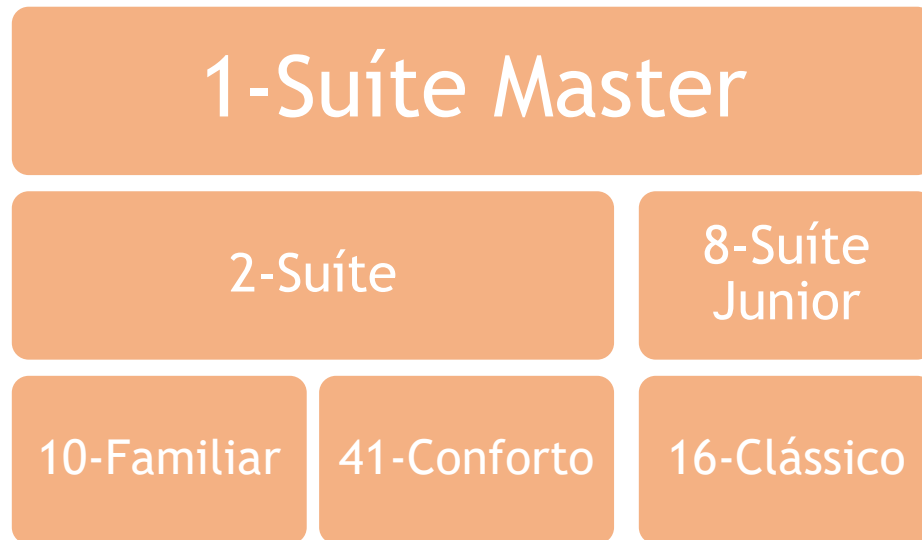 1-Suíte Master
2-Suíte
8-Suíte
Junior
10-Familiar
41-Conforto
16-Clássico